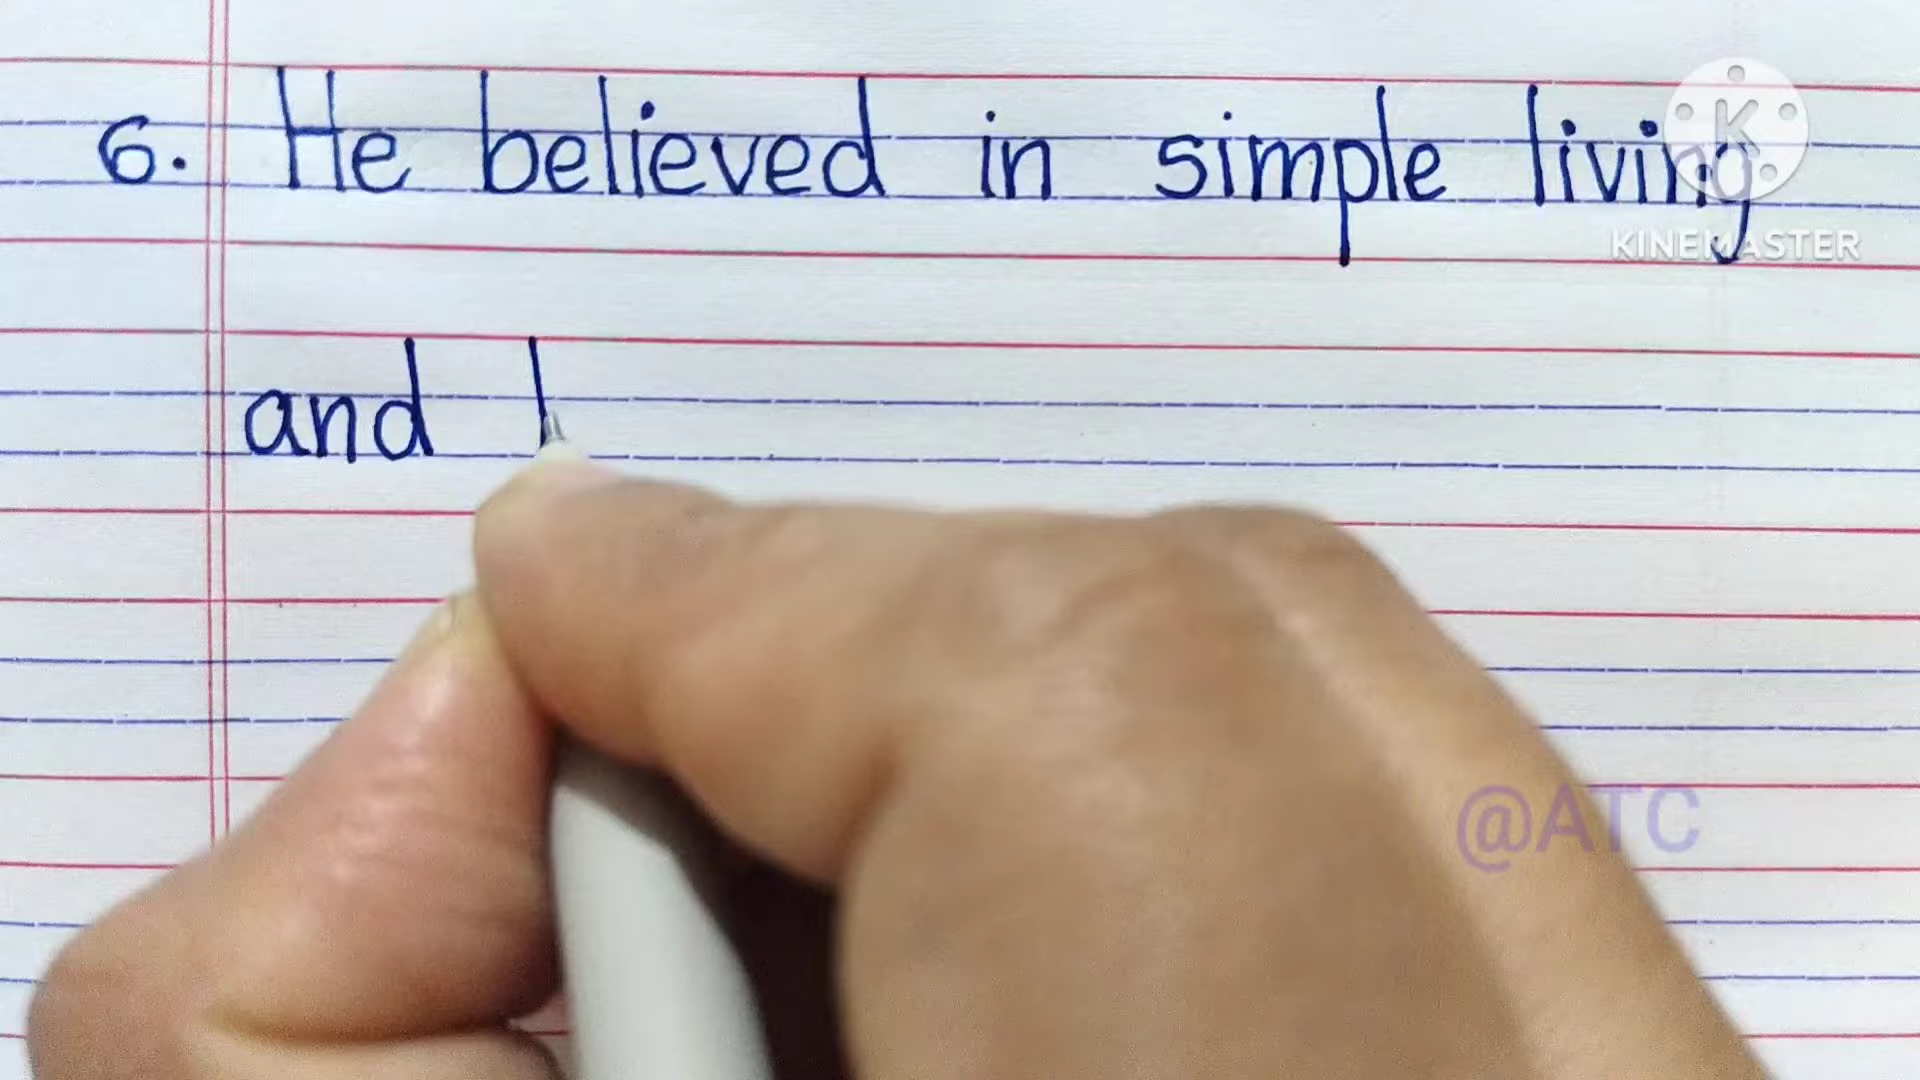 6. He believed in simple living
K
KINEMASTER
and
@ATC